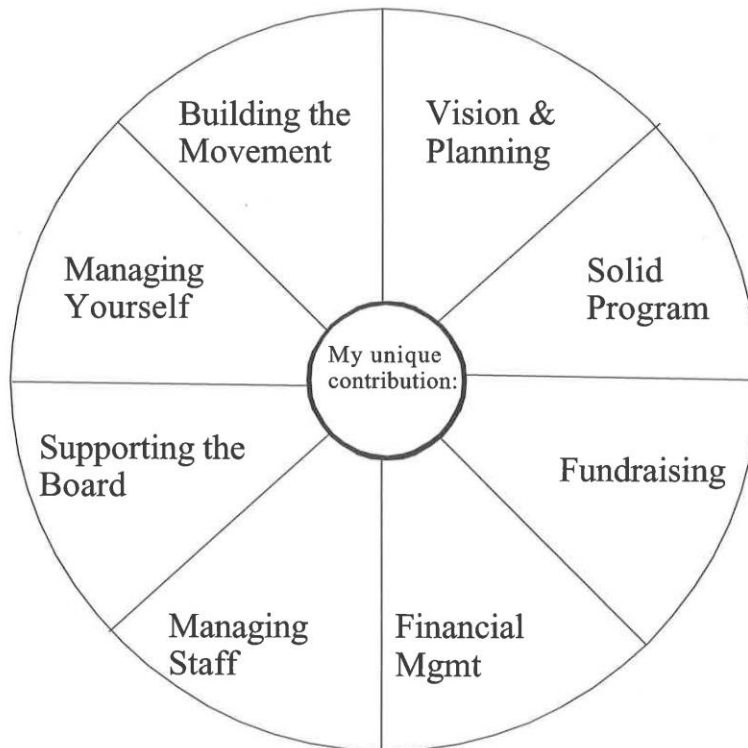 Building the
Movement
Vision &
Planning
Managing
Yourself
Solid
Program
My unique
contribution:
Supporting the
Board
Fundraising
Managing
Staff
Financial
Mgmt